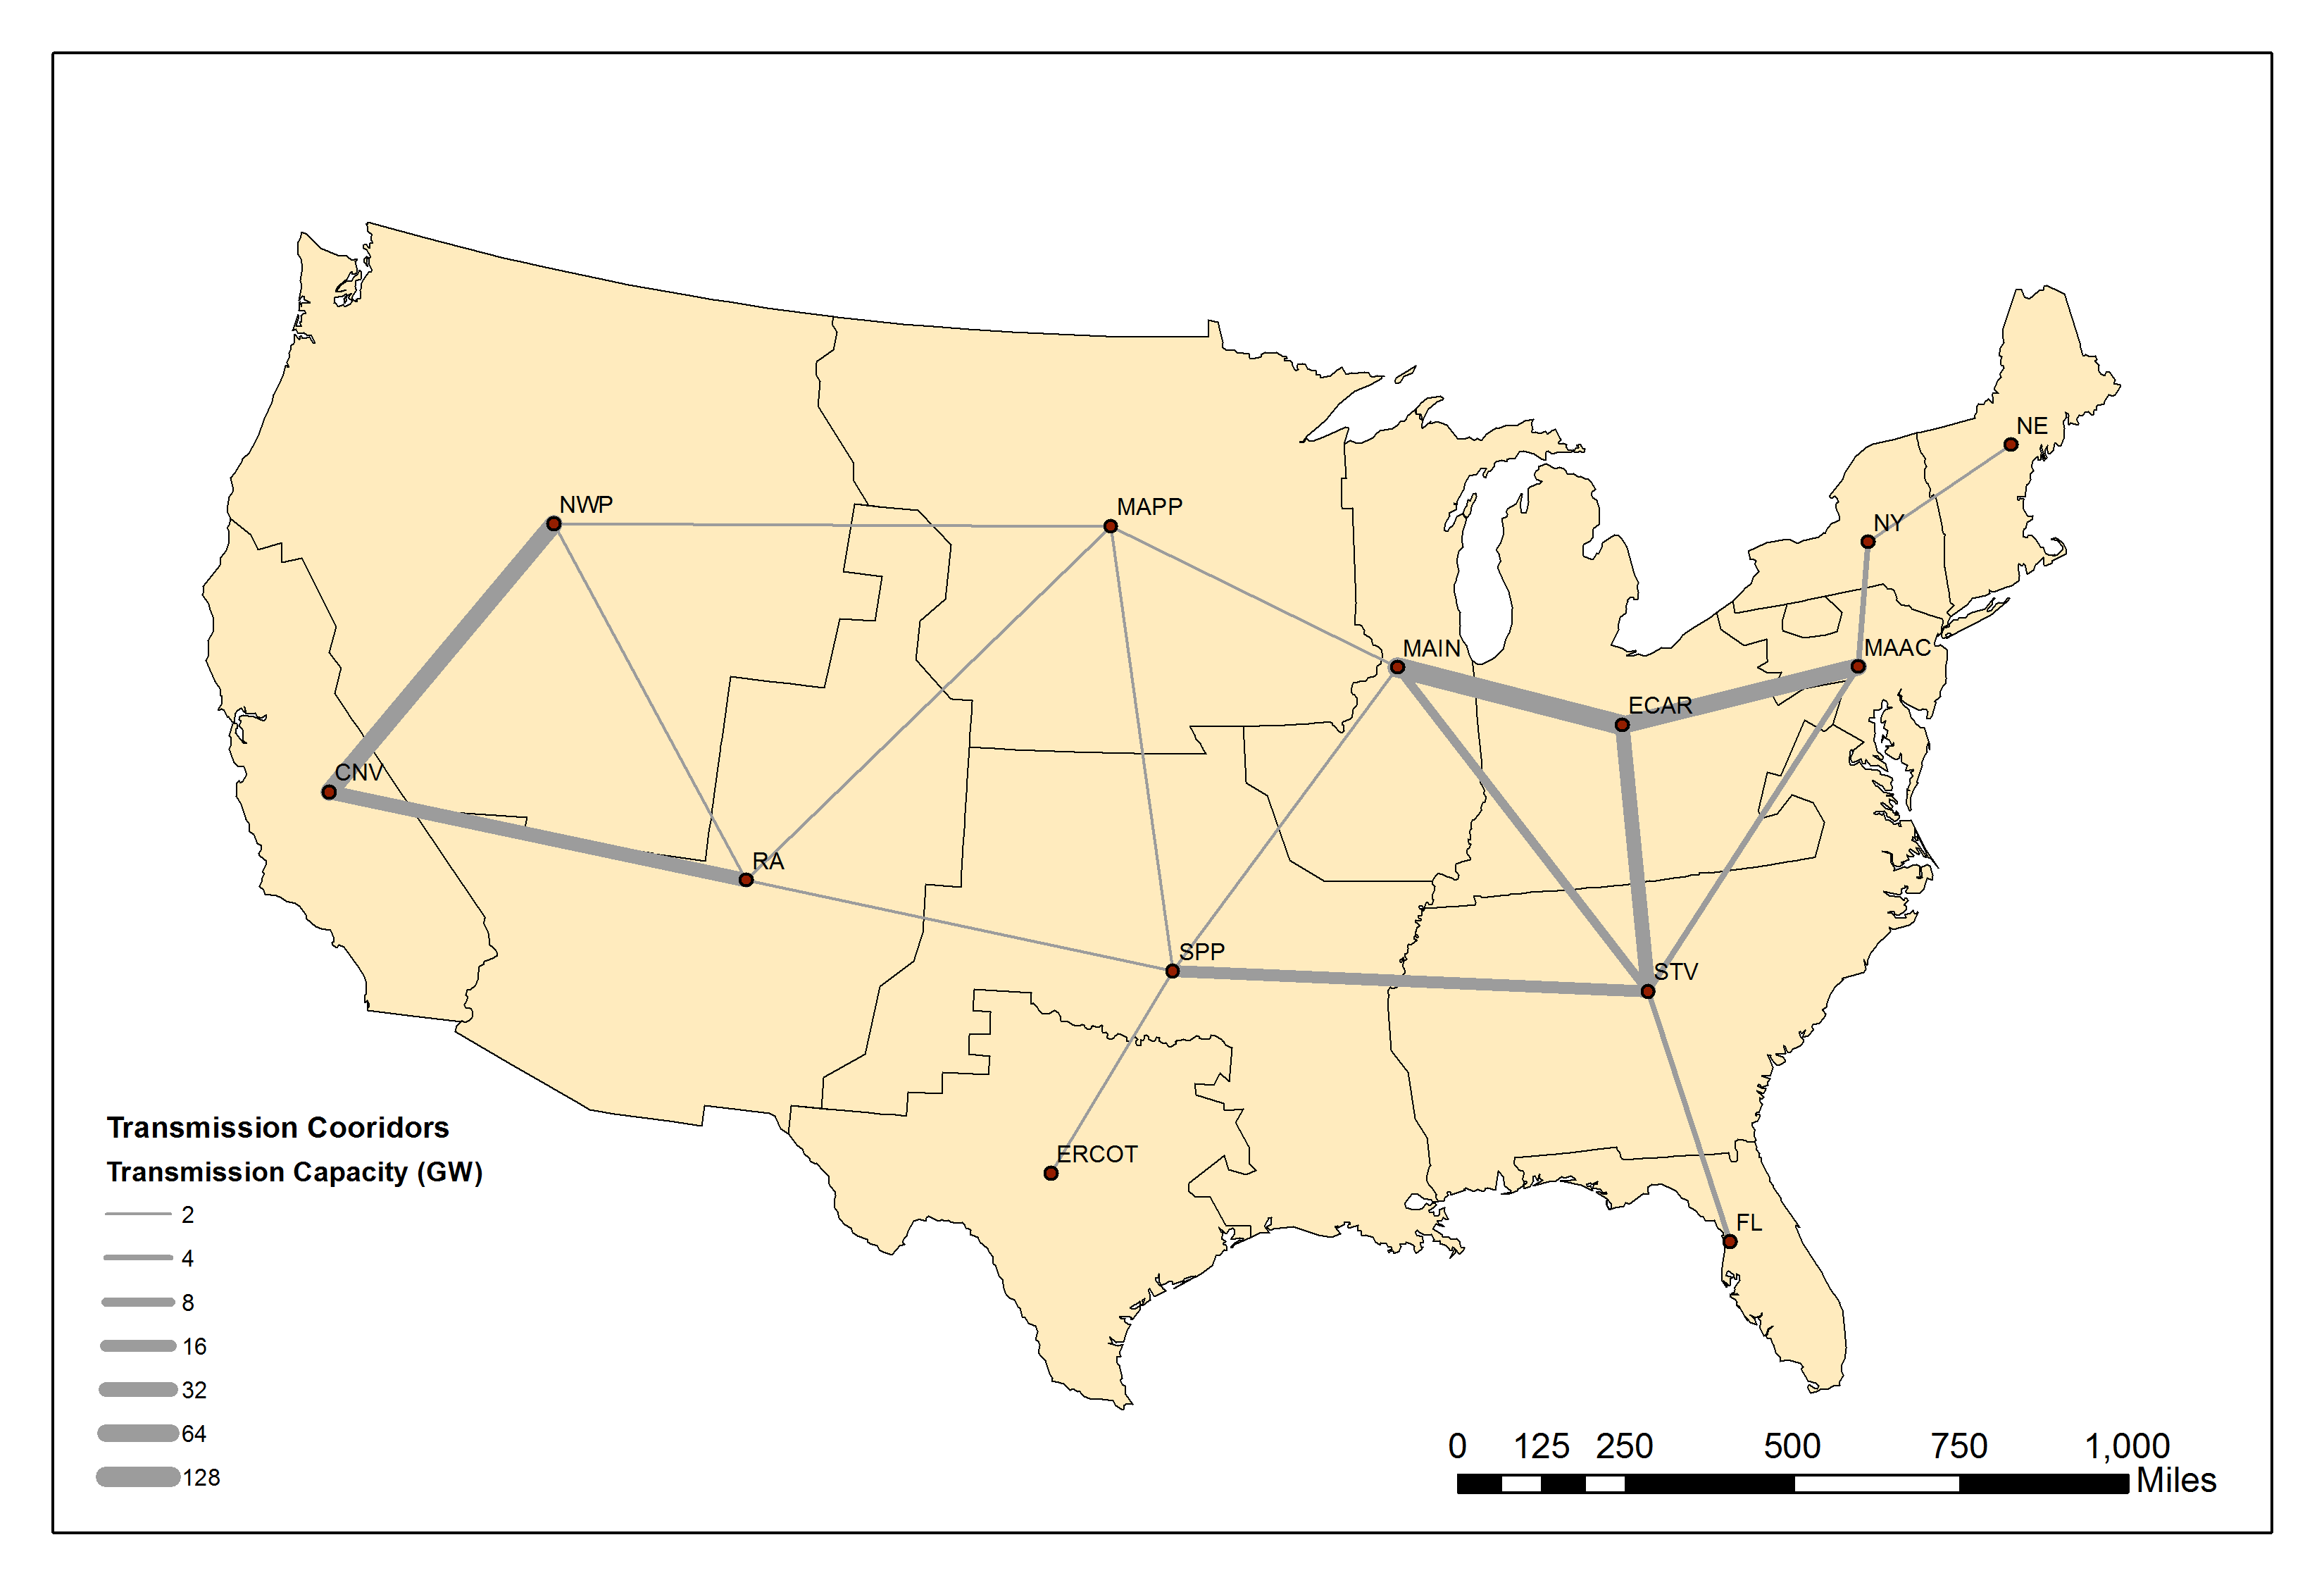 NE
NWP
MAPP
NY
MAIN
MAAC
ECAR
CNV
RA
SPP
STV
ERCOT
FL
Transmission Cooridors
Transmission Capacity (GW)
2
4
8
16
32
64
128
0 125 250 500 750 1,000
Miles